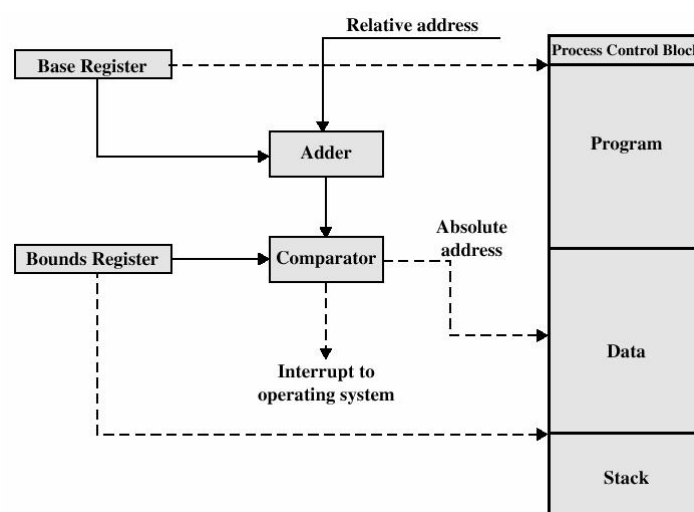 Relative address
Process Control Block
Base Register
Program
Adder
Absolute
address
Bounds Register
Comparator
Data
Interrupt to
operating system
Stack